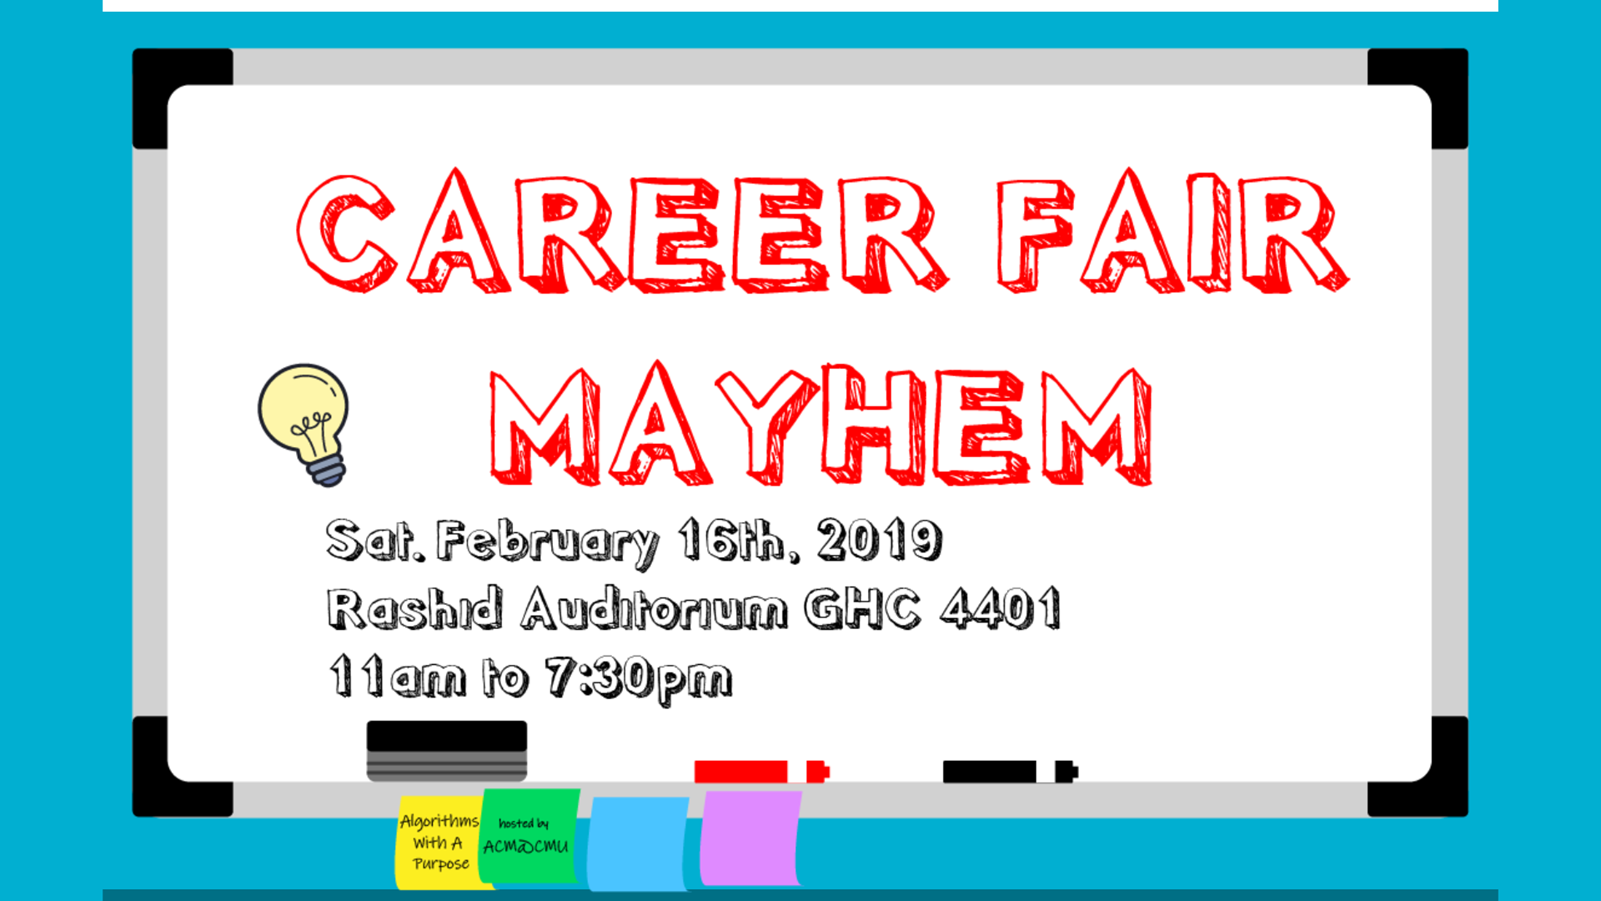 CAREER FAIR
MAYHEM
Sat. February 16th, 2019
Rashid Auditorium GHC 4401
11am to 7:30pm
Algorithms
With A
Purpose
hosted by
ACM@CMU